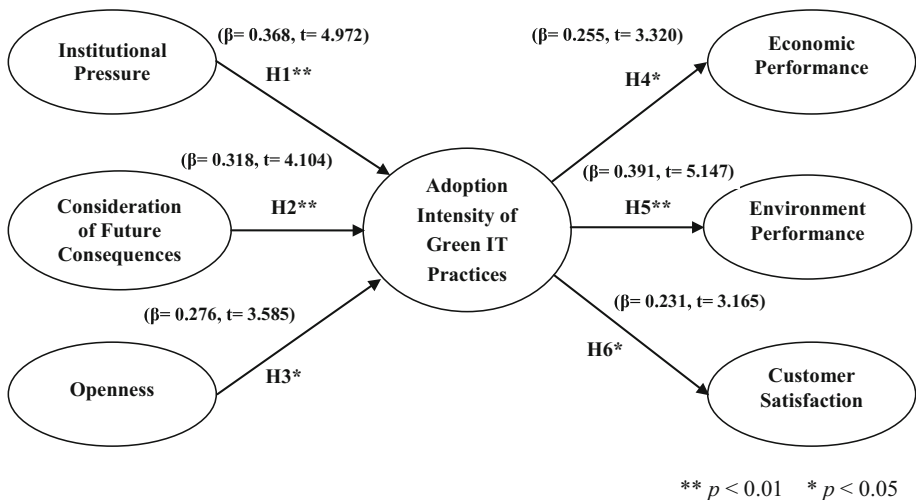 (β= 0.368, t= 4.972)
(β= 0.255, t= 3.320)
Institutional
Pressure
H1**
H4*
Economic
Performance
(β= 0.318, t= 4.104)
(β= 0.391, t= 5.147)
Consideration
of Future
Consequences
H2**
Adoption
Intensity of
Green IT
Practices
H5**
Environment
Performance
(β= 0.276, t= 3.585)
(β= 0.231, t= 3.165)
Openness
H3*
H6*
Customer
Satisfaction
** p < 0.01 * p < 0.05